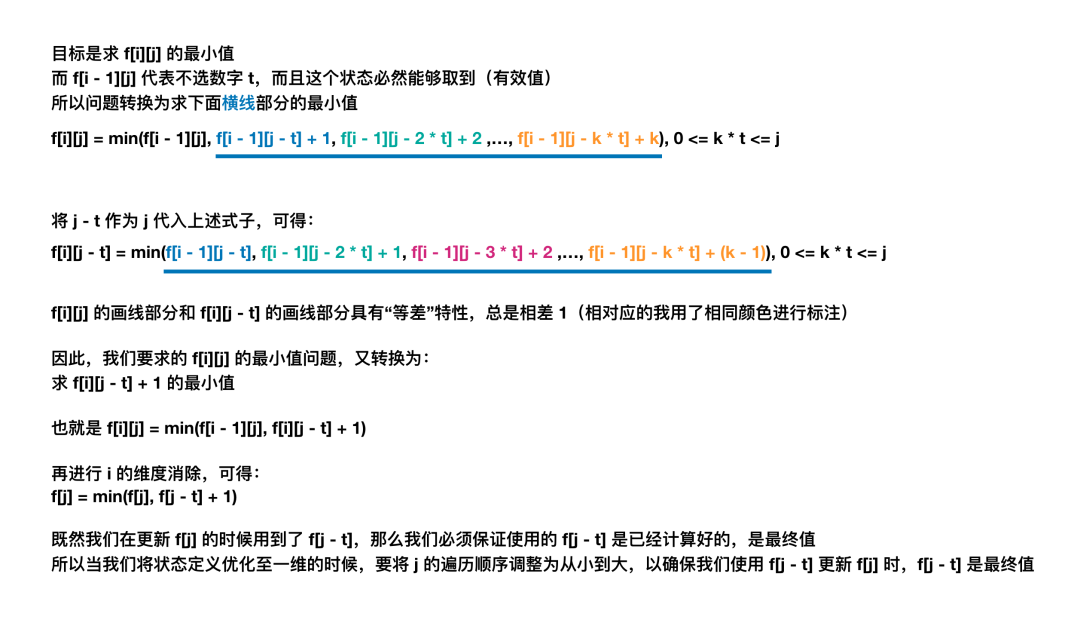 目标是求 f[i][j] 的最小值
而 f[i - 1][j] 代表不选数字 t，而且这个状态必然能够取到（有效值）
所以问题转换为求下面横线部分的最小值
f[i][j] = min(f[i - 1][j], f[i - 1][j - t] + 1, f[i - 1][j - 2 * t] + 2 ,…, f[i - 1][j - k * t] + k), 0 <= k * t <= j
将 j - t 作为 j 代入上述式子，可得：
f[i][j - t] = min(f[i - 1][j - t], f[i - 1][j - 2 * t] + 1, f[i - 1][j - 3 * t] + 2 ,…, f[i - 1][j - k * t] + (k - 1)), 0 <= k * t <= j
f[i][j] 的画线部分和 f[i][j - t] 的画线部分具有“等差”特性，总是相差 1（相对应的我用了相同颜色进行标注）
因此，我们要求的 f[i][j] 的最小值问题，又转换为：
求 f[i][j - t] + 1 的最小值
也就是 f[i][j] = min(f[i - 1][j], f[i][j - t] + 1)
再进行 i 的维度消除，可得：
f[j] = min(f[j], f[j - t] + 1)
既然我们在更新 f[j] 的时候用到了 f[j - t]，那么我们必须保证使用的 f[j - t] 是已经计算好的，是最终值
所以当我们将状态定义优化至一维的时候，要将 j 的遍历顺序调整为从小到大，以确保我们使用 f[j - t] 更新 f[j] 时，f[j - t] 是最终值